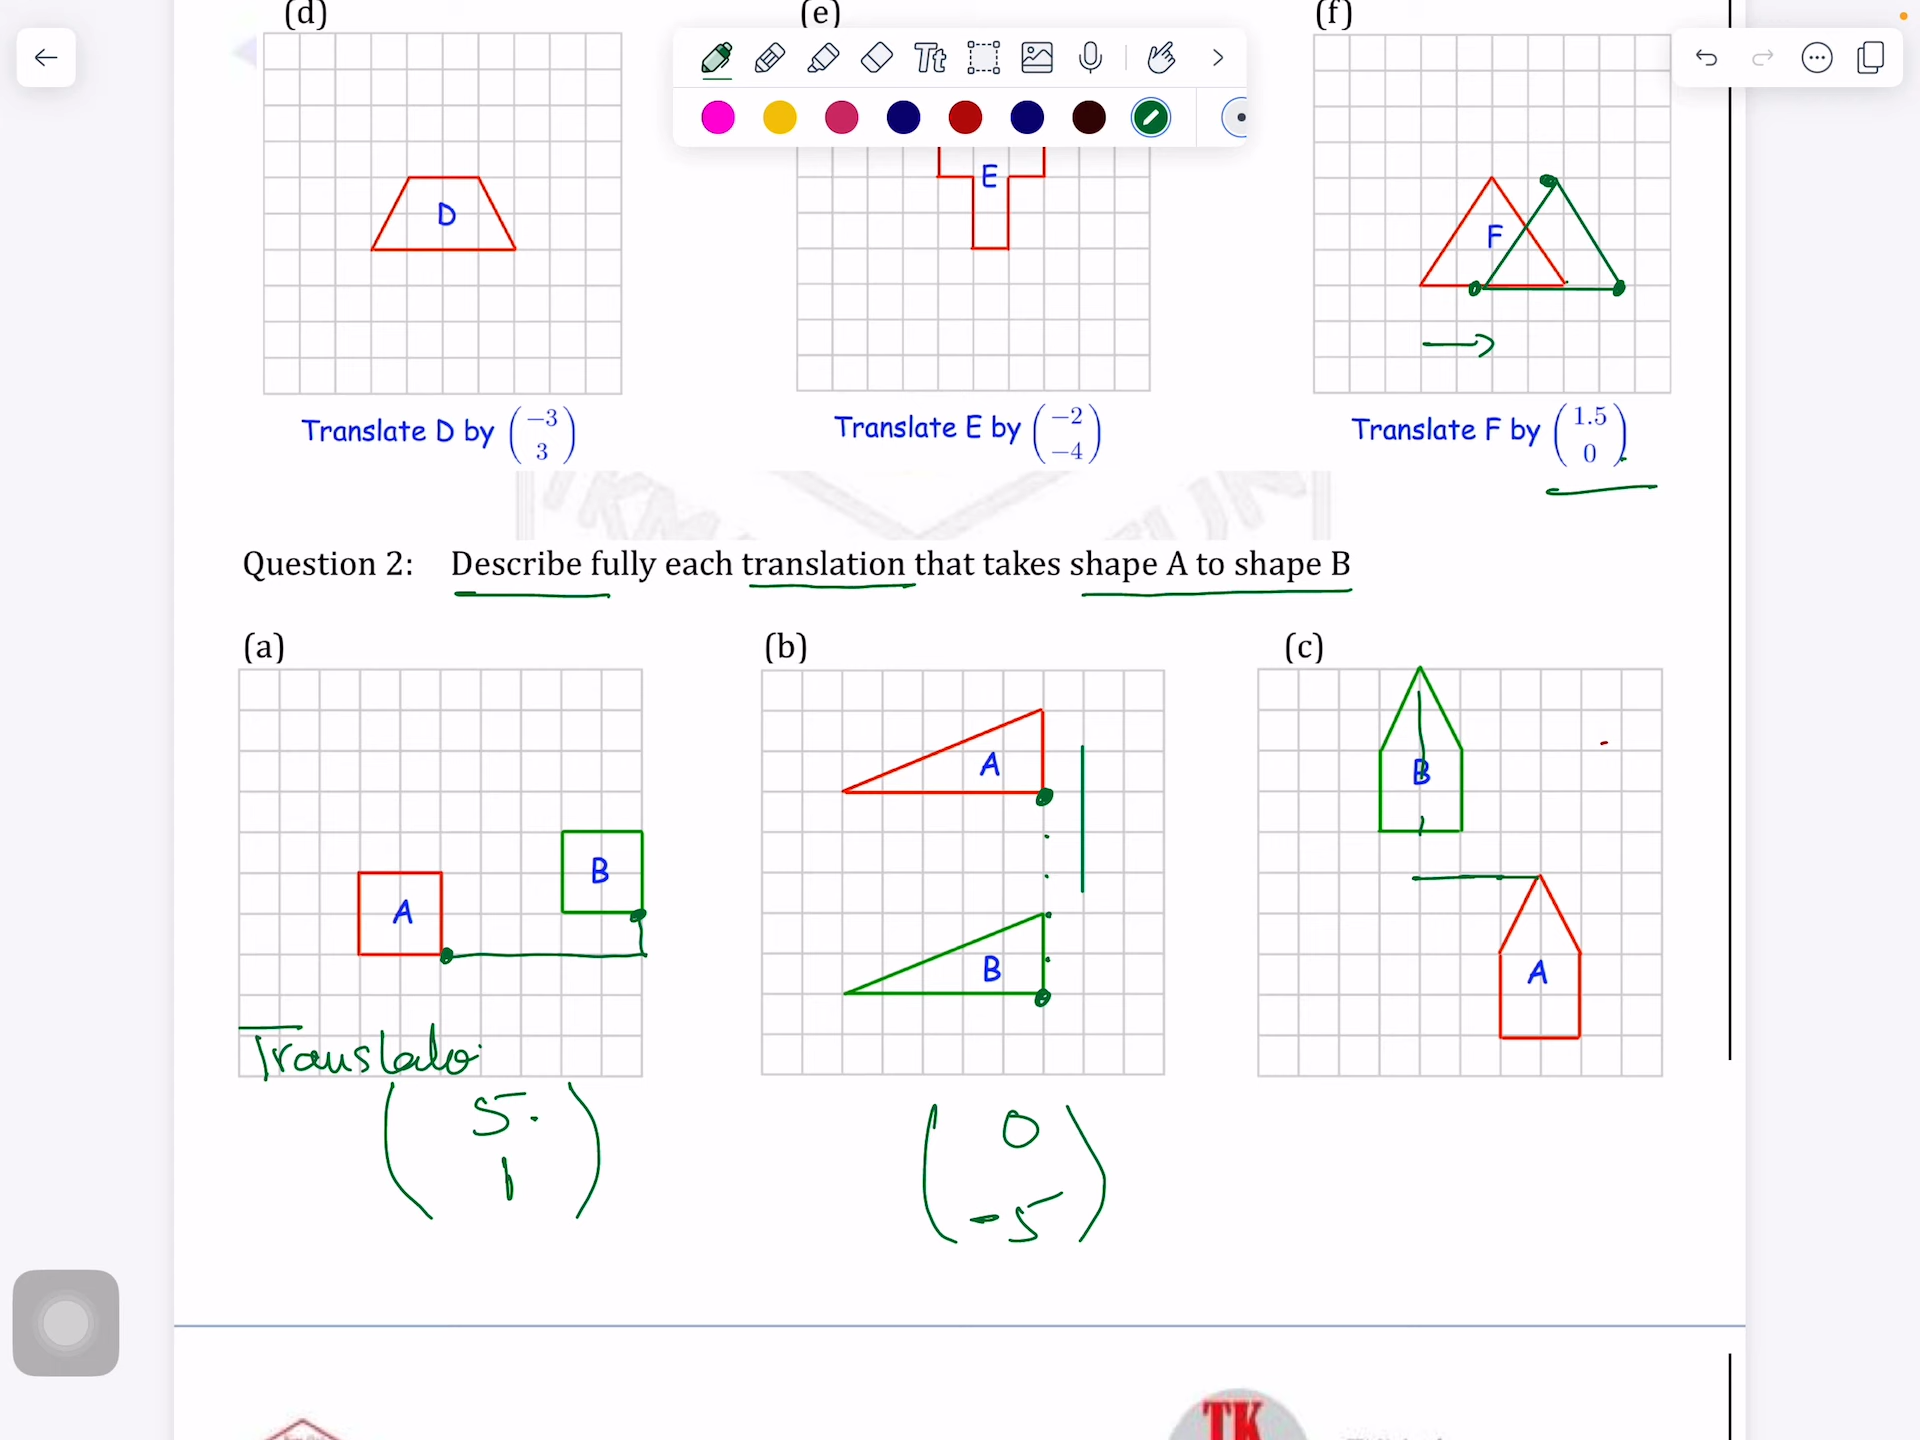 (d)
(e)
(f)
Tt
D
E
F
Translate D by (−3 3)
Translate E by (−2 −4)
Translate F by (1.5 0)
Question 2: Describe fully each translation that takes shape A to shape B
(a)
(b)
(c)
A
B
A
B
B
A
(5 1)
(0 -5)
TK